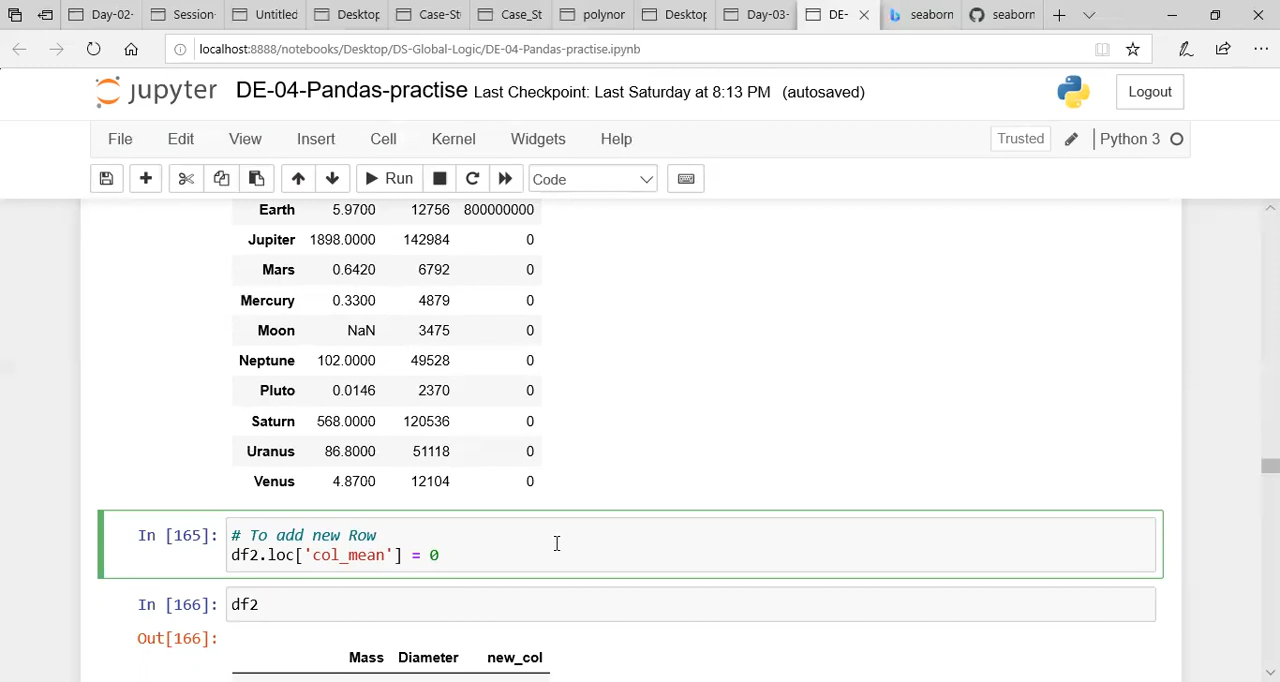 Day-02- Session- Untitled Desktop Case-St Case_St polynor Desktop Day-03- DE- seaborn seaborn
localhost:8888/notebooks/Desktop/DS-Global-Logic/DE-04-Pandas-practise.ipynb
jupyter DE-04-Pandas-practise Last Checkpoint: Last Saturday at 8:13 PM (autosaved) Logout
File Edit View Insert Cell Kernel Widgets Help Trusted Python 3
Run Code
Earth 5.9700 12756 800000000
Jupiter 1898.0000 142984 0
Mars 0.6420 6792 0
Mercury 0.3300 4879 0
Moon NaN 3475 0
Neptune 102.0000 49528 0
Pluto 0.0146 2370 0
Saturn 568.0000 120536 0
Uranus 86.8000 51118 0
Venus 4.8700 12104 0
In [165]: # To add new Row
df2.loc['col_mean'] = 0
In [166]: df2
Out[166]:
Mass Diameter new_col